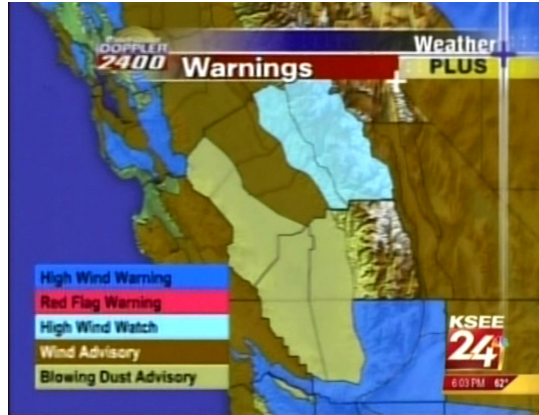 DOPPLER
2400
Weather
Warnings
PLUS
High Wind Warning
Red Flag Warning
High Wind Watch
Wind Advisory
Blowing Dust Advisory
KSEE
24
6:03 PM 62°